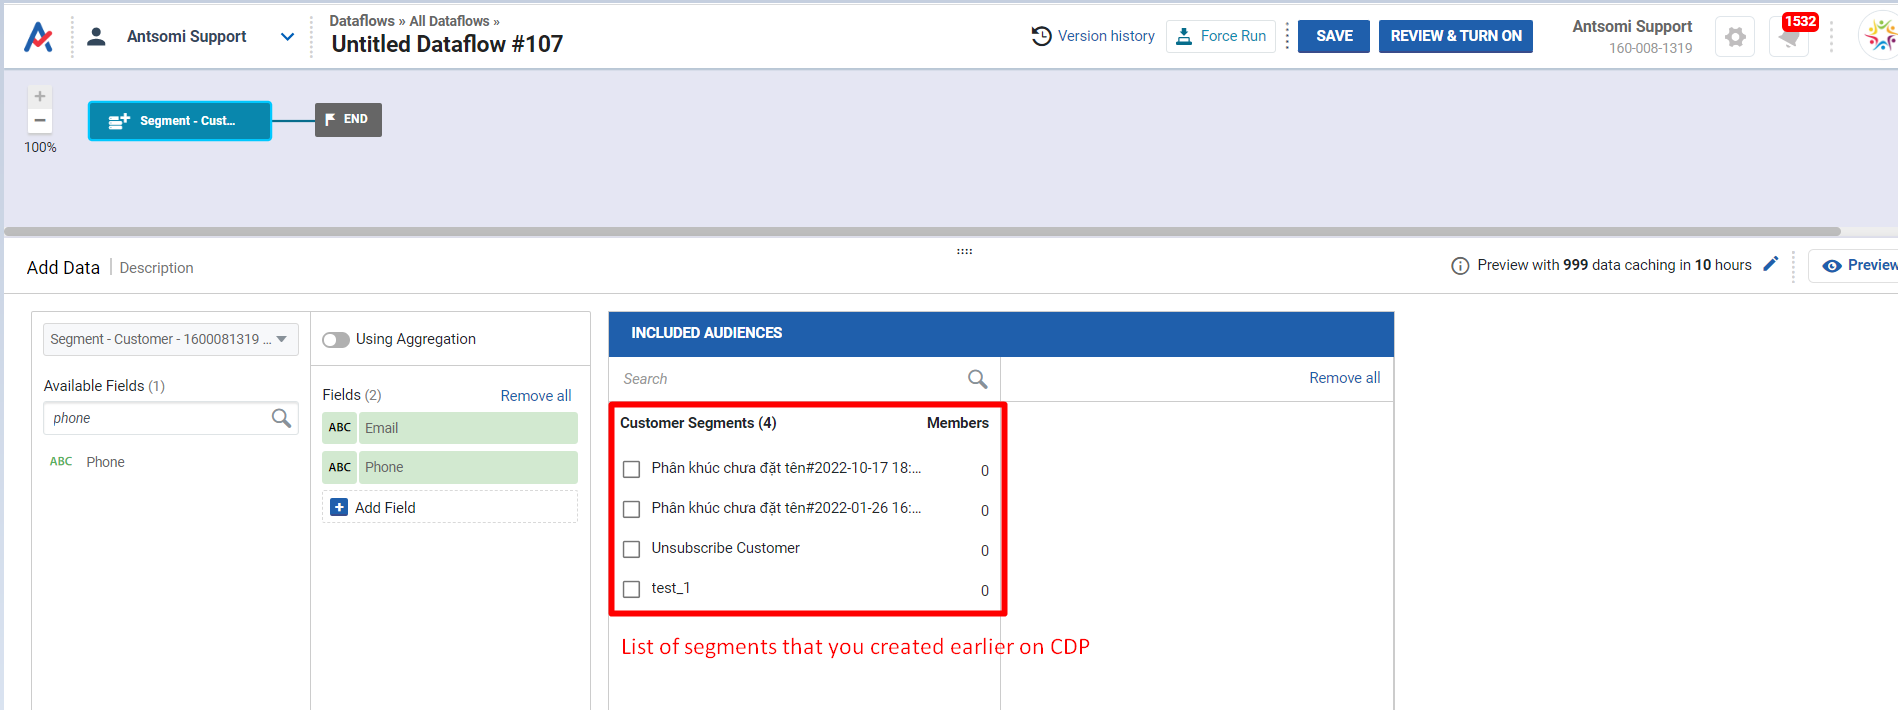 Antsomi Support
Dataflows » All Dataflows »
Untitled Dataflow #107
Version history
Force Run
SAVE
REVIEW & TURN ON
Antsomi Support
160-008-1319
1532
+
−
100%
Segment - Cust...
END
Add Data
Description
Preview with 999 data caching in 10 hours
Preview
Segment - Customer - 1600081319 ...
Available Fields (1)
phone
ABC Phone
Using Aggregation
Fields (2) Remove all
ABC Email
ABC Phone
+ Add Field
INCLUDED AUDIENCES
Search
Remove all
Customer Segments (4) Members
Phân khúc chưa đặt tên#2022-10-17 18:... 0
Phân khúc chưa đặt tên#2022-01-26 16:... 0
Unsubscribe Customer 0
test_1 0
List of segments that you created earlier on CDP